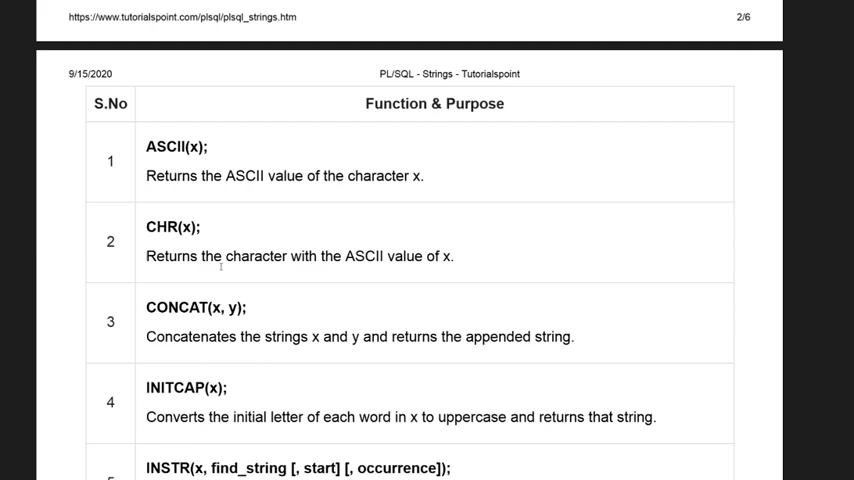 https://www.tutorialspoint.com/plsql/plsql_strings.htm 2/6
9/15/2020 PL/SQL - Strings - Tutorialspoint
S.No Function & Purpose
1
ASCII(x);
Returns the ASCII value of the character x.
2
CHR(x);
Returns the character with the ASCII value of x.
3
CONCAT(x, y);
Concatenates the strings x and y and returns the appended string.
4
INITCAP(x);
Converts the initial letter of each word in x to uppercase and returns that string.
INSTR(x, find_string [, start] [, occurrence]);